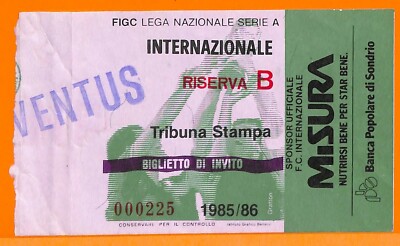 FIGC LEGA NAZIONALE SERIE A
INTERNAZIONALE
RISERVA B
VENTUS
Tribuna Stampa
BIGLIETTO DI INVITO
000225
1985/86
CONSERVARE PER IL CONTROLLO
SPONSOR UFFICIALE
F.C. INTERNAZIONALE
MISURA
NUTRIRSI BENE PER STAR BENE.
Banca Popolare di Sondrio